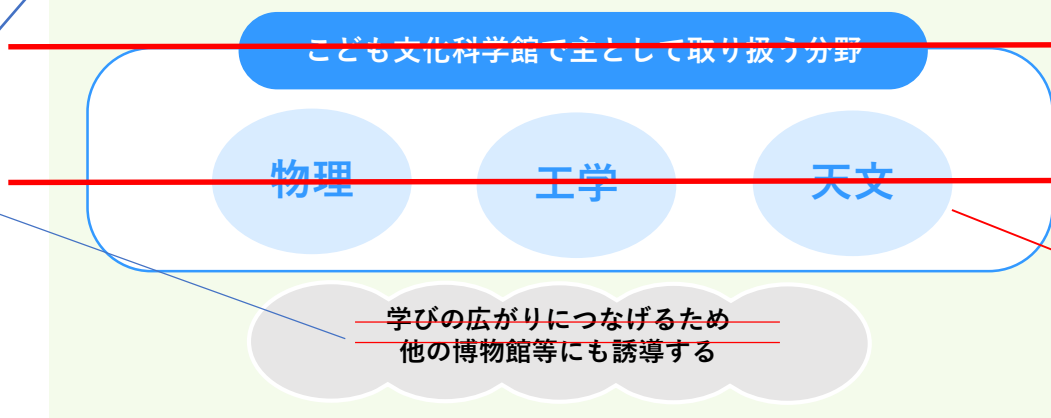 こども文化科学館で主として取り扱う分野
物理 工学 天文
学びの広がりにつなげるため
他の博物館等にも誘導する